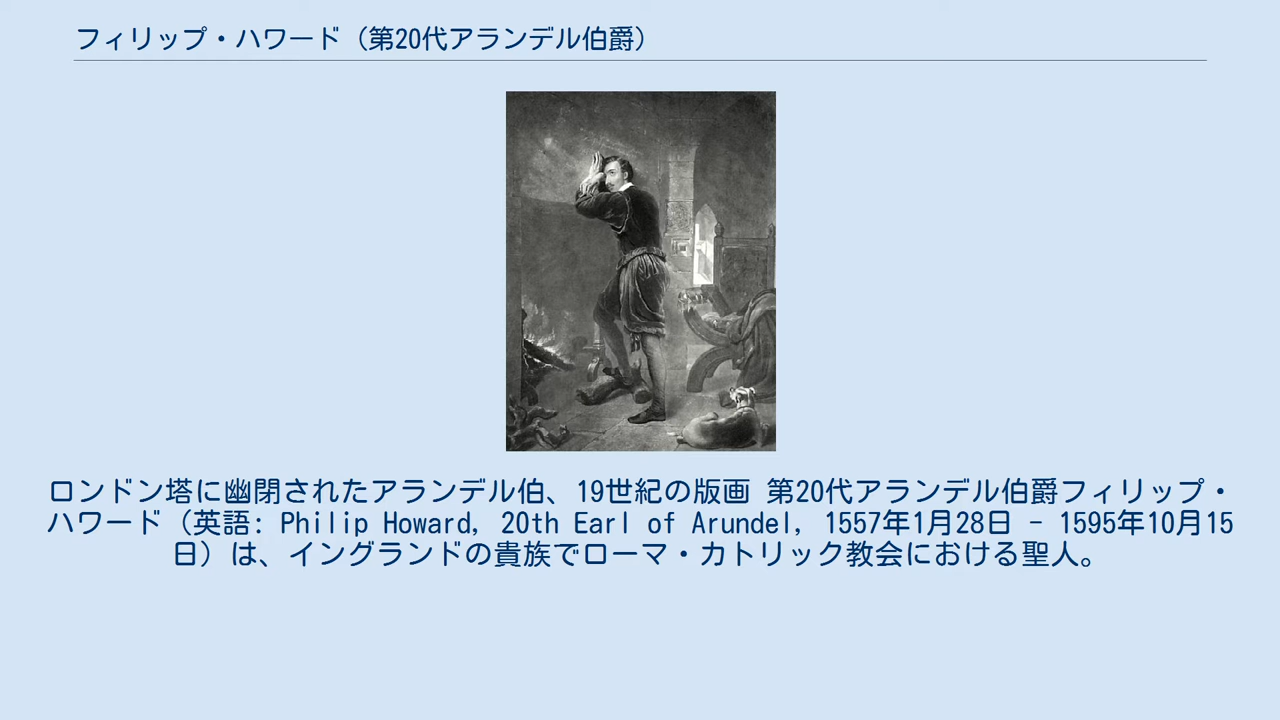 フィリップ・ハワード（第20代アランデル伯爵）
ロンドン塔に幽閉されたアランデル伯、19世紀の版画 第20代アランデル伯爵フィリップ・
ハワード（英語: Philip Howard, 20th Earl of Arundel, 1557年1月28日 - 1595年10月15
日）は、イングランドの貴族でローマ・カトリック教会における聖人。